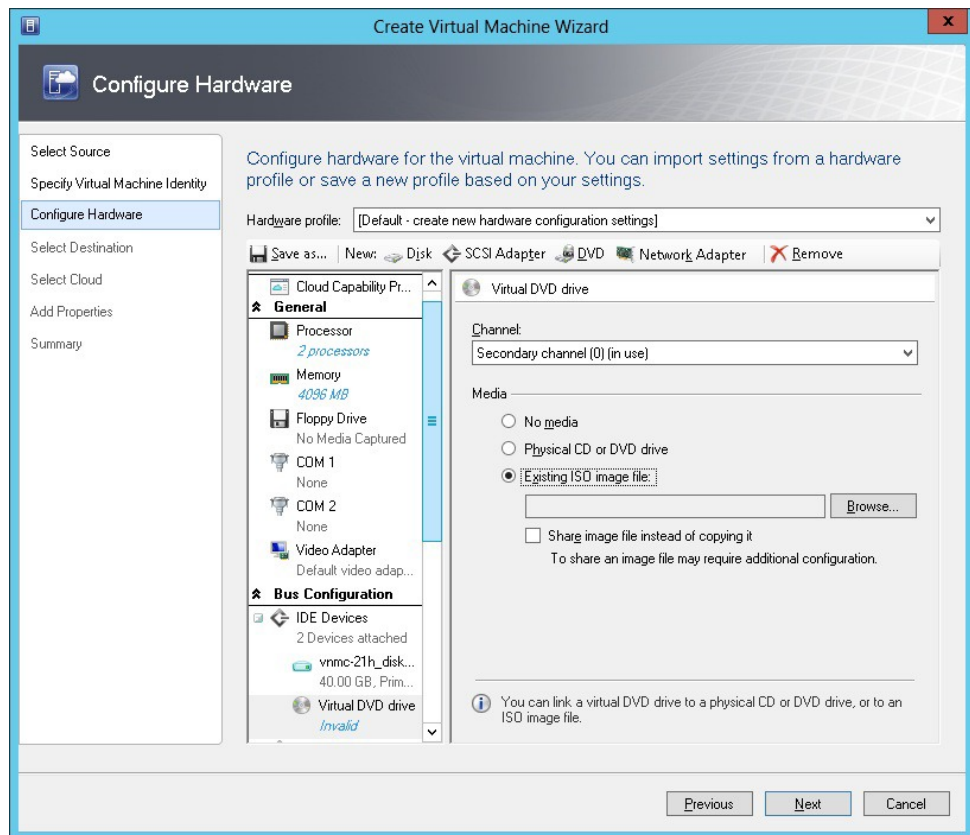 Create Virtual Machine Wizard
x
Configure Hardware
Select Source
Specify Virtual Machine Identity
Configure Hardware
Select Destination
Select Cloud
Add Properties
Summary
Configure hardware for the virtual machine. You can import settings from a hardware
profile or save a new profile based on your settings.
Hardware profile: [Default - create new hardware configuration settings]
Save as... New: Disk SCSI Adapter DVD Network Adapter Remove
Cloud Capability Pr...
General
Processor
2 processors
Memory
4096 MB
Floppy Drive
No Media Captured
COM 1
None
COM 2
None
Video Adapter
Default video adap...
Bus Configuration
IDE Devices
2 Devices attached
vnmc-21h_disk...
40.00 GB, Prim...
Virtual DVD drive
Invalid
Virtual DVD drive
Channel:
Secondary channel (0) (in use)
Media
No media
Physical CD or DVD drive
Existing ISO image file:
Browse...
Share image file instead of copying it
To share an image file may require additional configuration.
You can link a virtual DVD drive to a physical CD or DVD drive, or to an
ISO image file.
Previous Next Cancel